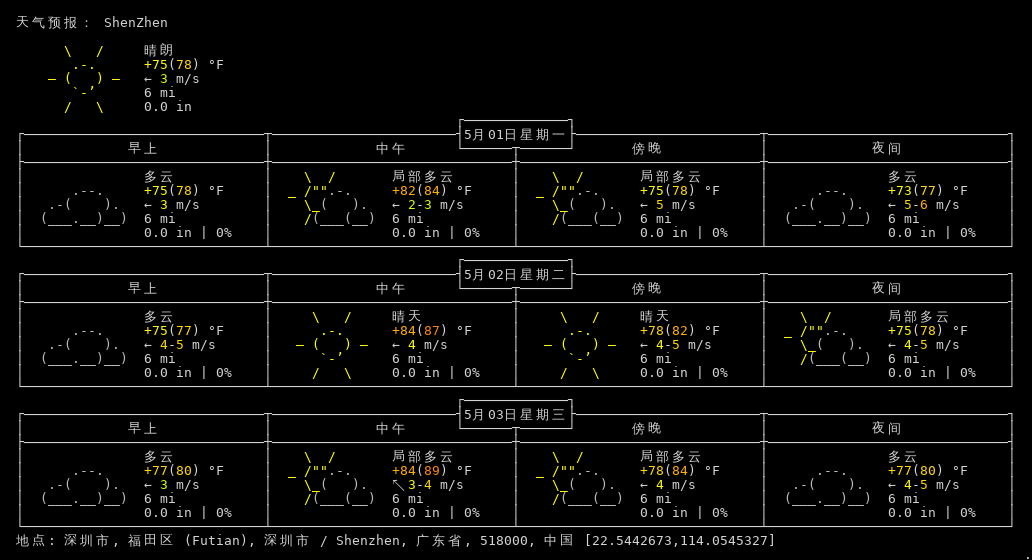 天气预报： ShenZhen
晴朗
+75(78) °F
← 3 m/s
6 mi
0.0 in
5月01日星期一
早上 中午 傍晚 夜间
多云 局部多云 局部多云 多云
+75(78) °F +82(84) °F +75(78) °F +73(77) °F
← 3 m/s ← 2-3 m/s ← 5 m/s ← 5-6 m/s
6 mi 6 mi 6 mi 6 mi
0.0 in | 0% 0.0 in | 0% 0.0 in | 0% 0.0 in | 0%
5月02日星期二
早上 中午 傍晚 夜间
多云 晴天 晴天 局部多云
+75(77) °F +84(87) °F +78(82) °F +75(78) °F
← 4-5 m/s ← 4 m/s ← 4-5 m/s ← 4-5 m/s
6 mi 6 mi 6 mi 6 mi
0.0 in | 0% 0.0 in | 0% 0.0 in | 0% 0.0 in | 0%
5月03日星期三
早上 中午 傍晚 夜间
多云 局部多云 局部多云 多云
+77(80) °F +84(89) °F +78(84) °F +77(80) °F
← 3 m/s ↖ 3-4 m/s ← 4 m/s ← 4-5 m/s
6 mi 6 mi 6 mi 6 mi
0.0 in | 0% 0.0 in | 0% 0.0 in | 0% 0.0 in | 0%
地点: 深圳市, 福田区 (Futian), 深圳市 / Shenzhen, 广东省, 518000, 中国 [22.5442673,114.0545327]